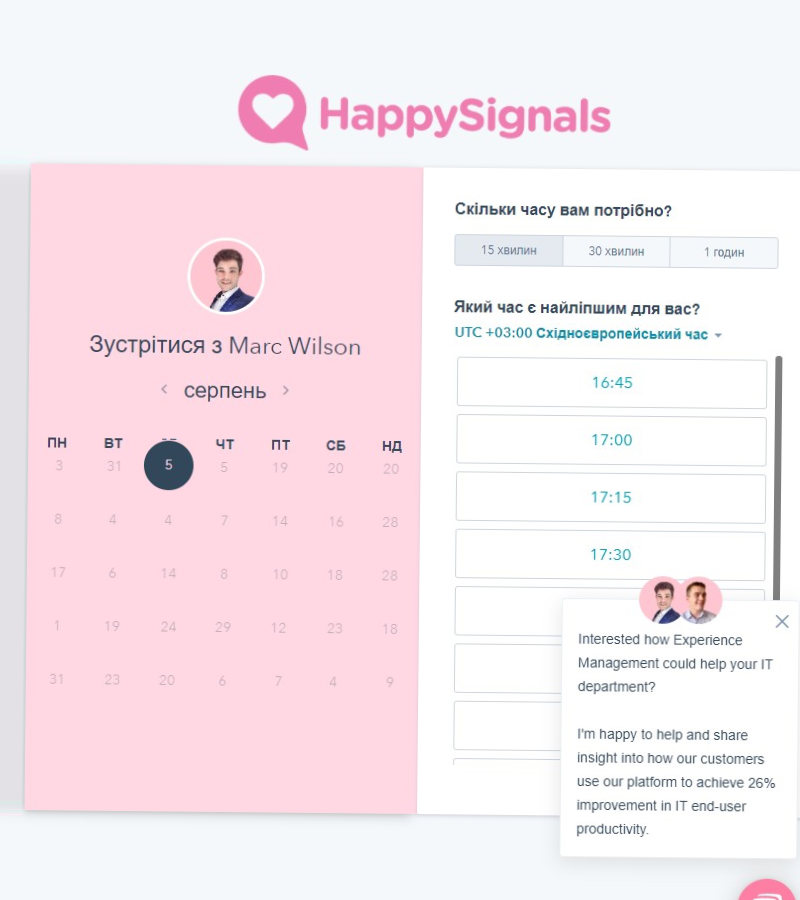 HappySignals
Зустрітися з Marc Wilson
серпень
ПН ВТ ЧТ ПТ СБ НД
3 31 5 5 19 20 20
8 4 4 7 14 16 28
17 6 14 8 10 18 28
1 19 24 29 12 23 18
31 23 20 6 7 4 9
Скільки часу вам потрібно?
15 хвилин 30 хвилин 1 годин
Який час є найліпшим для вас?
UTC +03:00 Східноєвропейський час
16:45
17:00
17:15
17:30
Interested how Experience
Management could help your IT
department?
I'm happy to help and share
insight into how our customers
use our platform to achieve 26%
improvement in IT end-user
productivity.